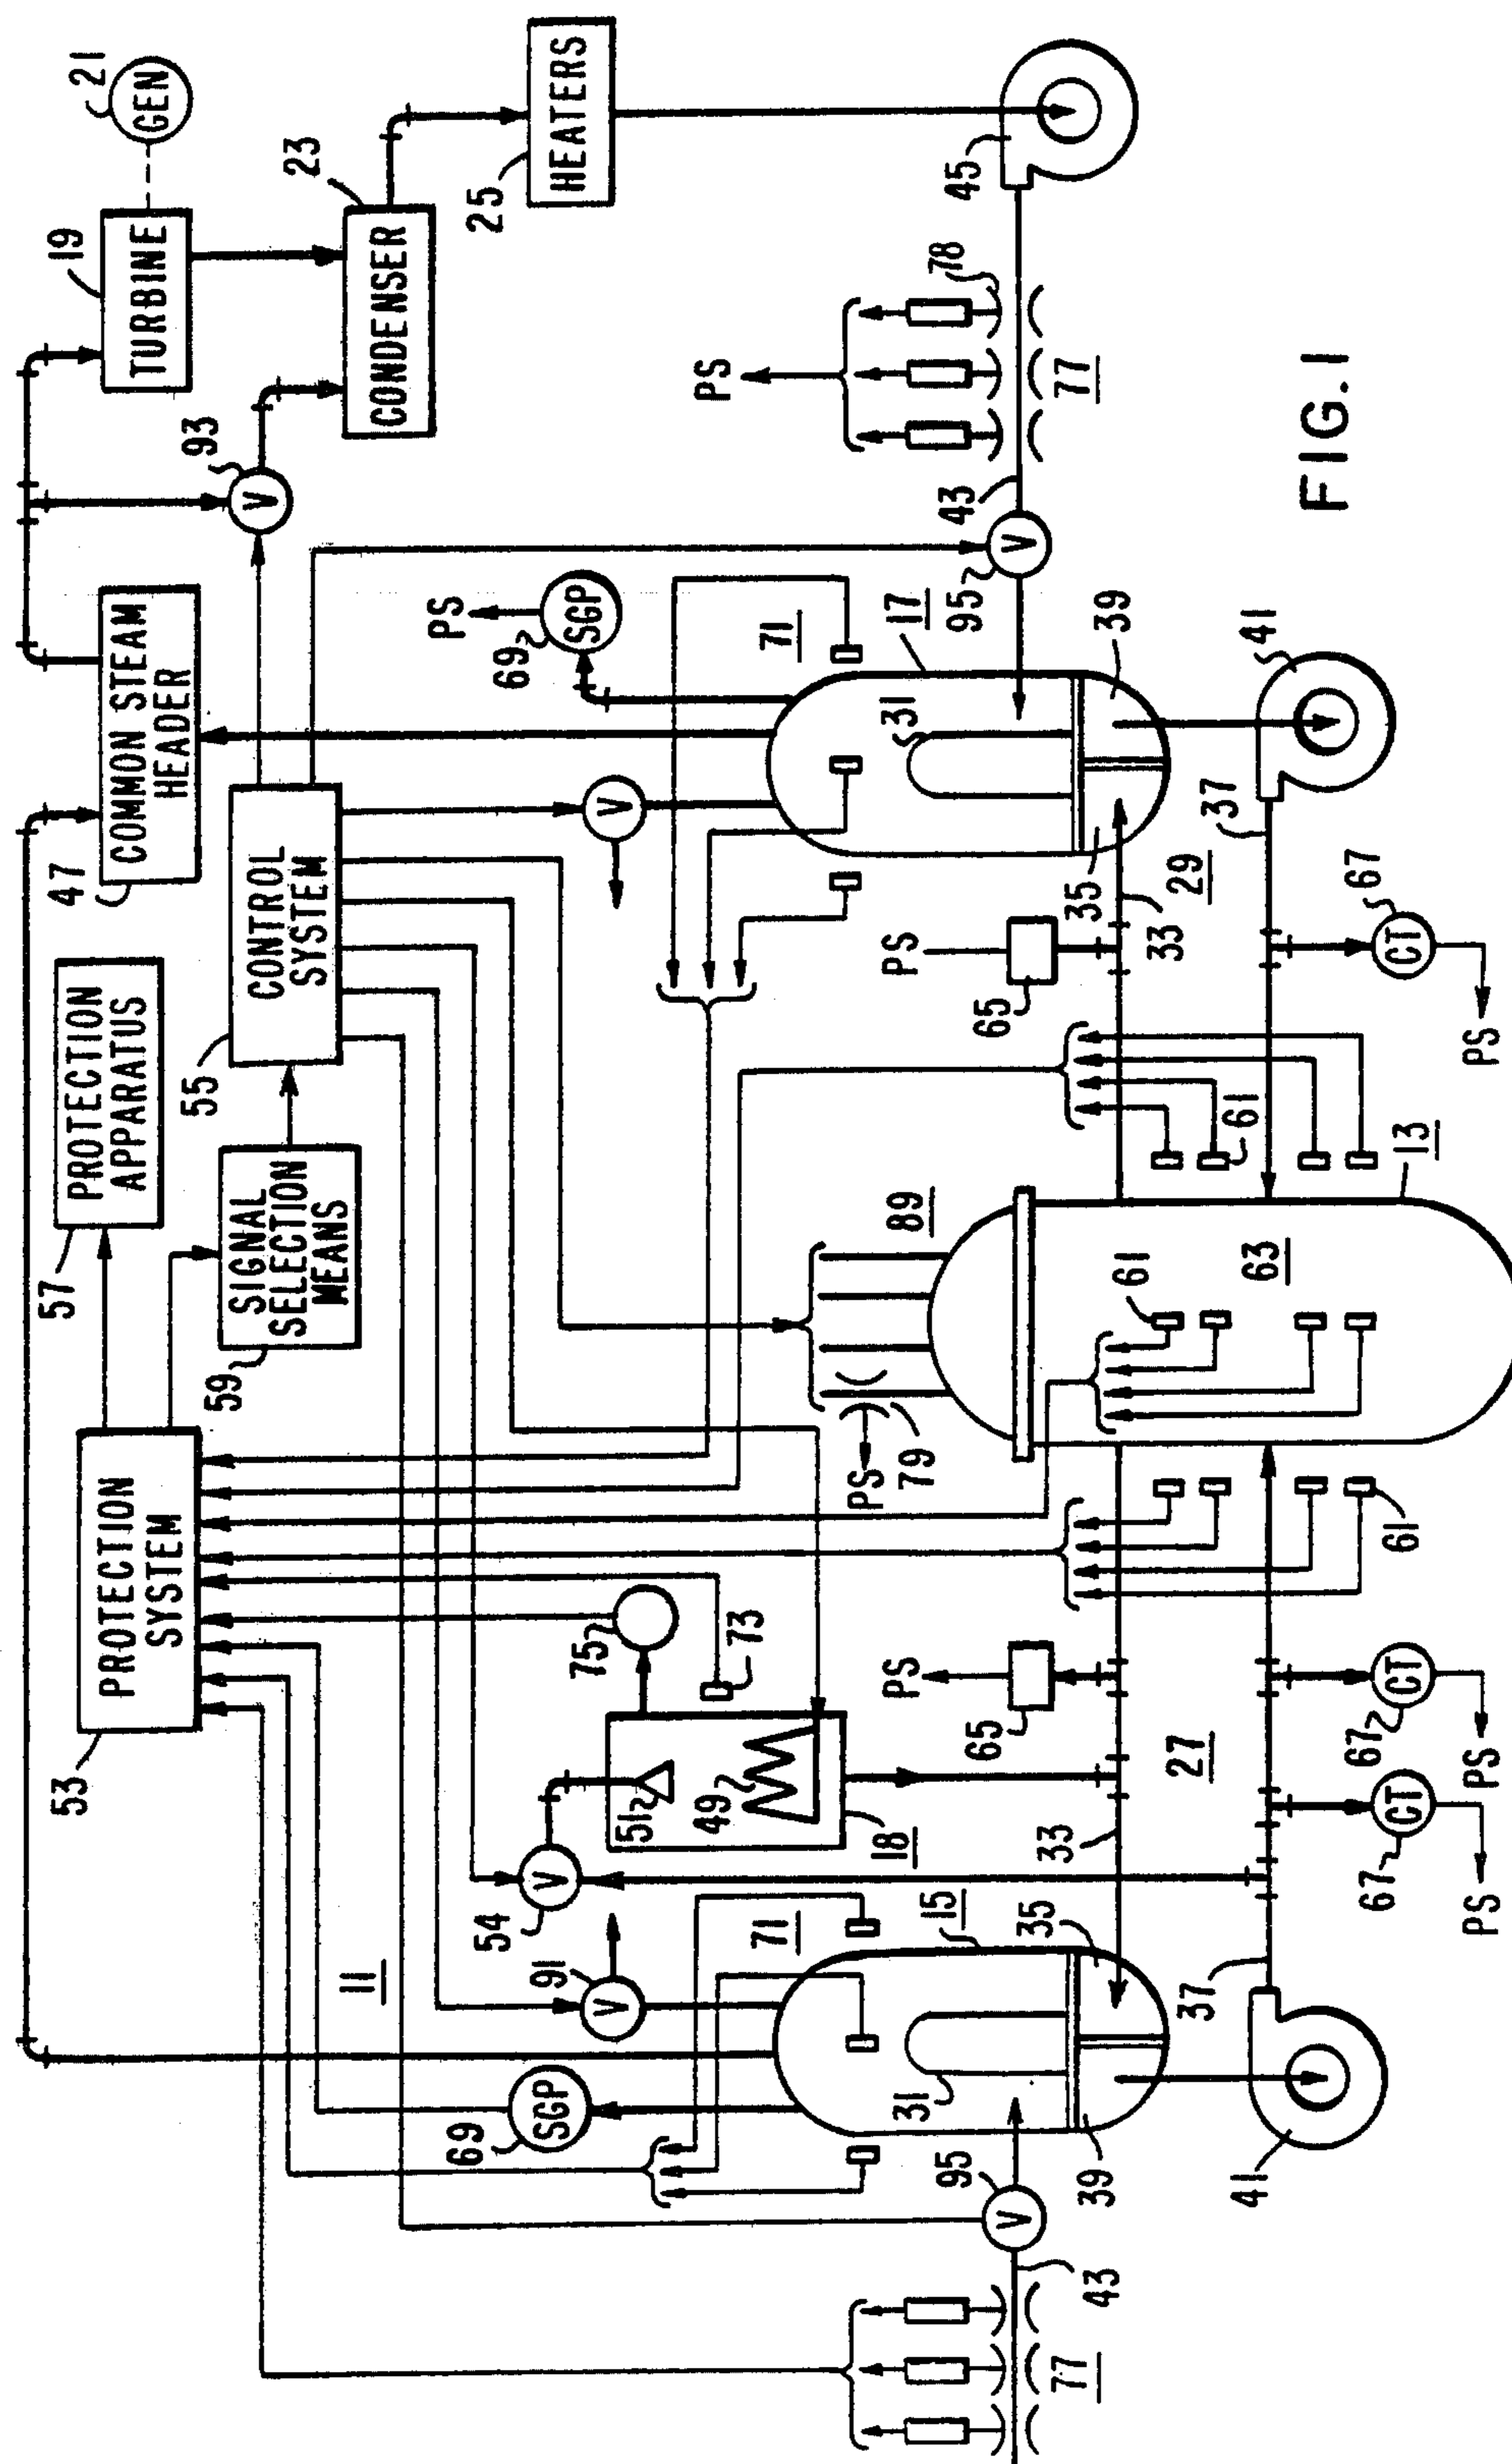 47
COMMON STEAM
HEADER
19
TURBINE
21
GEN
57
PROTECTION
APPARATUS
53
PROTECTION
SYSTEM
59
SIGNAL
SELECTION
MEANS
55
CONTROL
SYSTEM
93
V
23
CONDENSER
25
HEATERS
11
69
SGP
91
V
54
V
51
49
18
75
73
PS
79
89
V
69
SGP
PS
PS
78
77
45
71
15
31
35
39
95
V
43
77
71
17
31
35
39
95
V
43
33
27
PS
65
61
61
63
61
13
PS
65
33
29
41
37
67
CT
PS
67
CT
PS
37
67
CT
PS
41
FIG. 1